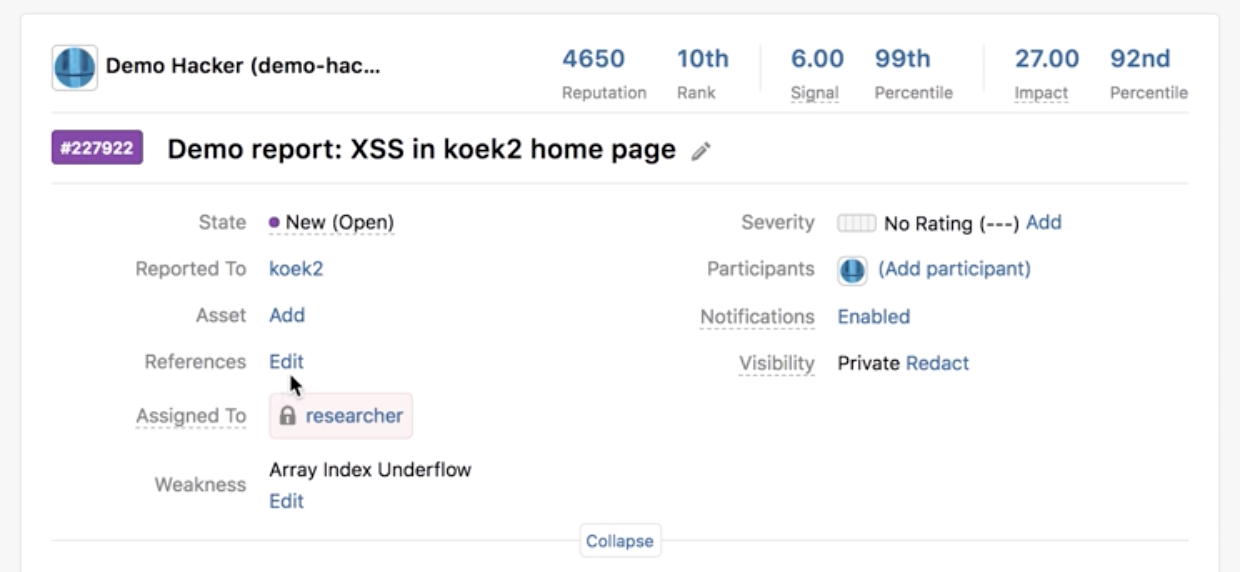 Demo Hacker (demo-hac...
4650 10th 6.00 99th 27.00 92nd
Reputation Rank Signal Percentile Impact Percentile
#227922 Demo report: XSS in koek2 home page
State New (Open)
Reported To koek2
Asset Add
References Edit
Assigned To researcher
Weakness Array Index Underflow
Edit
Severity No Rating (---) Add
Participants (Add participant)
Notifications Enabled
Visibility Private Redact
Collapse